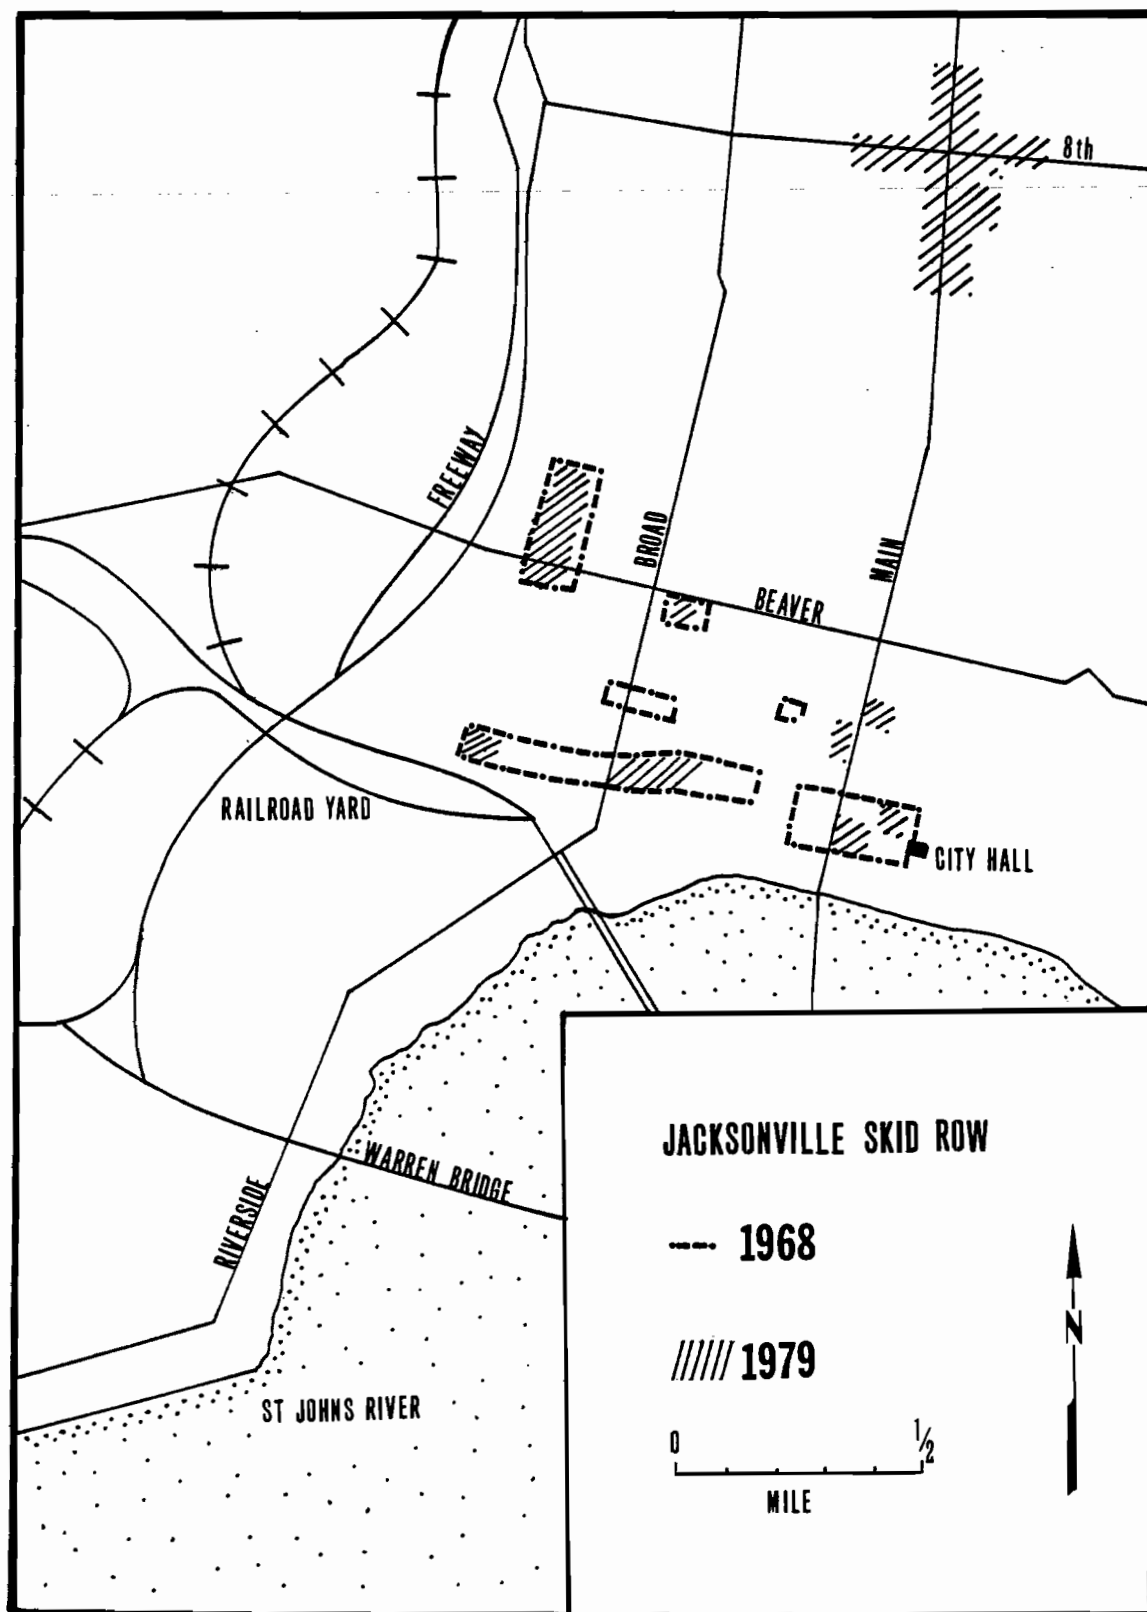 8th
FREEWAY
BROAD
MAIN
BEAVER
RAILROAD YARD
CITY HALL
WARREN BRIDGE
RIVERSIDE
ST JOHNS RIVER
JACKSONVILLE SKID ROW
1968
1979
N
0 1/2
MILE